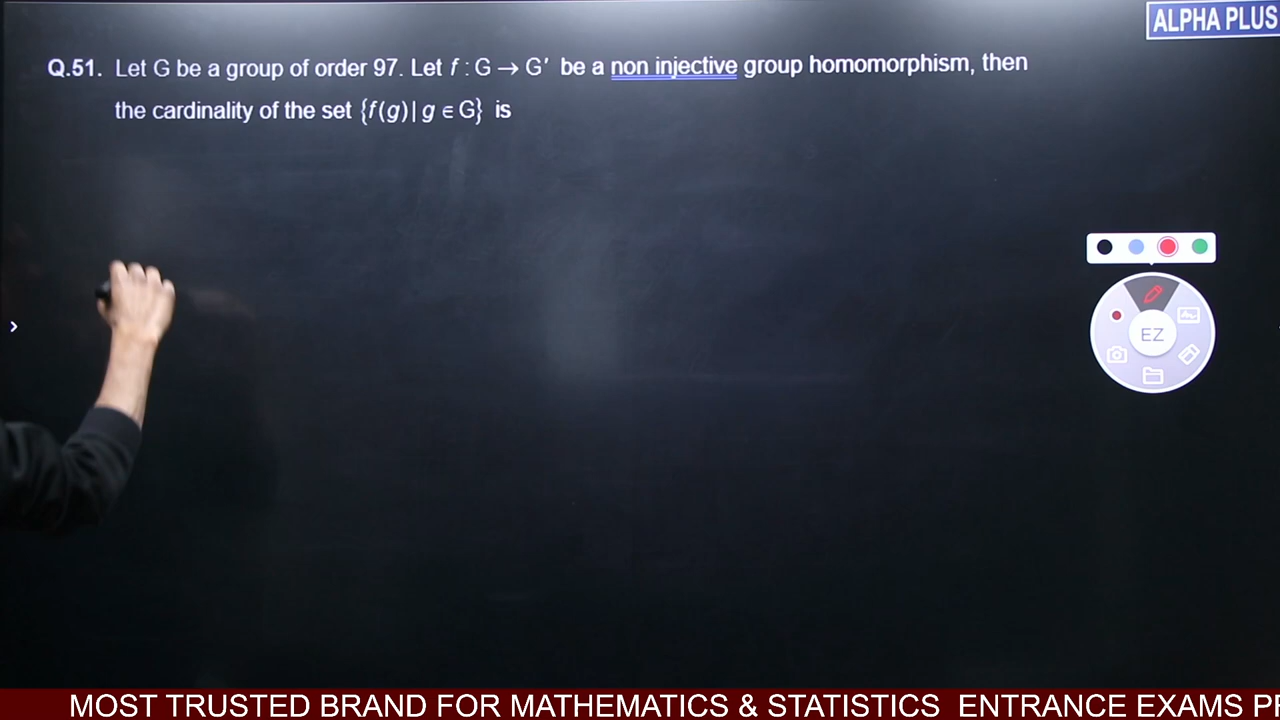 ALPHA PLUS
Q.51. Let G be a group of order 97. Let f : G → G′ be a non injective group homomorphism, then
the cardinality of the set {f(g) | g ∈ G} is
EZ
MOST TRUSTED BRAND FOR MATHEMATICS & STATISTICS ENTRANCE EXAMS